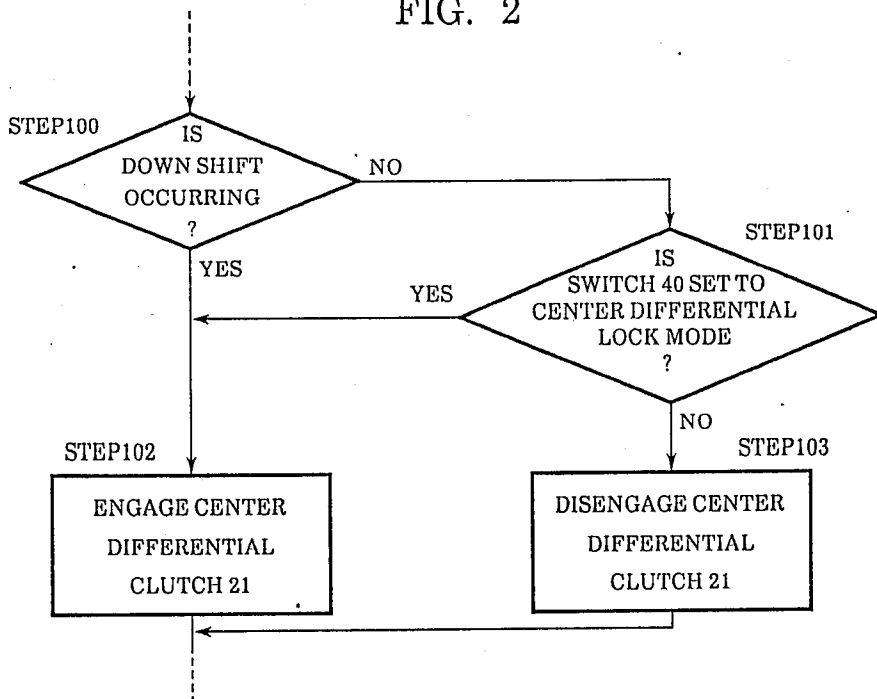 FIG. 2
STEP100
IS
DOWN SHIFT
OCCURRING
?
NO
YES
STEP101
IS
SWITCH 40 SET TO
CENTER DIFFERENTIAL
LOCK MODE
?
YES
NO
STEP102
ENGAGE CENTER
DIFFERENTIAL
CLUTCH 21
STEP103
DISENGAGE CENTER
DIFFERENTIAL
CLUTCH 21